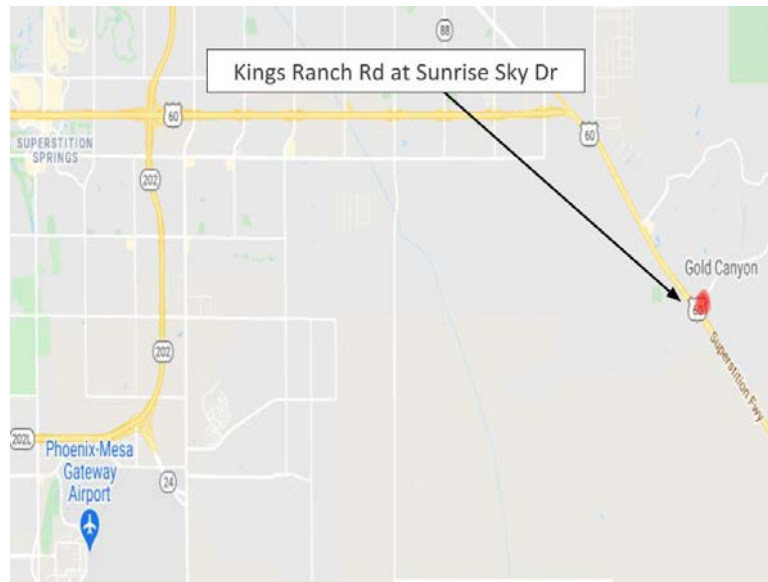 88
Kings Ranch Rd at Sunrise Sky Dr
60
60
SUPERSTITION
SPRINGS
202
Gold Canyon
60
202
Superstition Fwy
202L
Phoenix-Mesa
Gateway
Airport
24